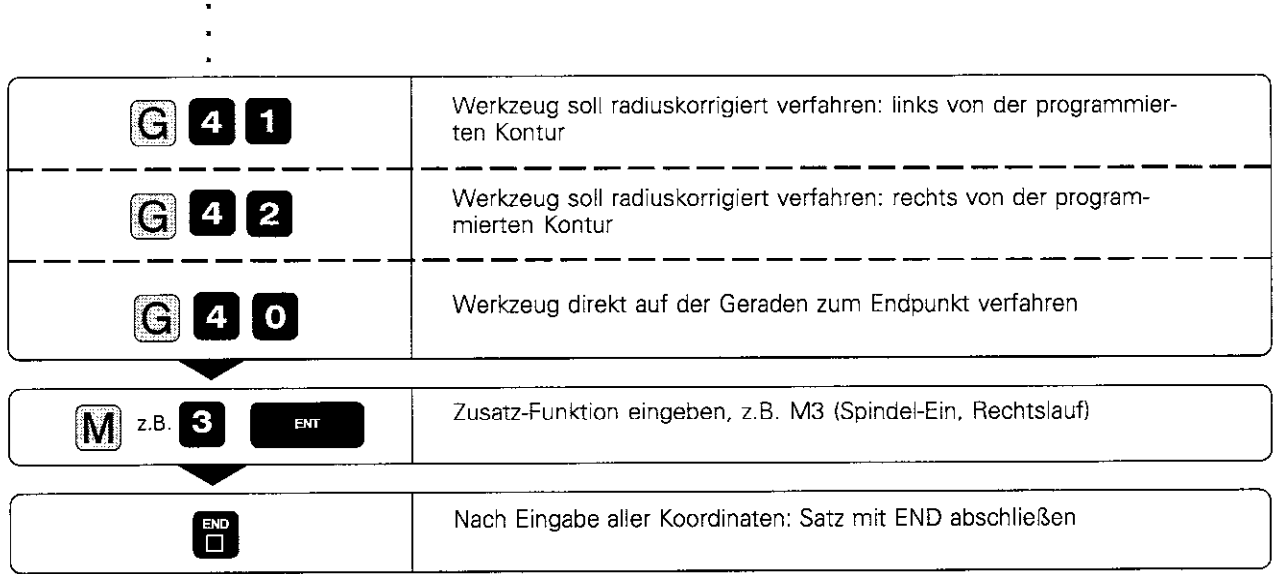 G 4 1
Werkzeug soll radiuskorrigiert verfahren: links von der programmier-
ten Kontur
G 4 2
Werkzeug soll radiuskorrigiert verfahren: rechts von der program-
mierten Kontur
G 4 0
Werkzeug direkt auf der Geraden zum Endpunkt verfahren
M z.B. 3 ENT
Zusatz-Funktion eingeben, z.B. M3 (Spindel-Ein, Rechtslauf)
END
Nach Eingabe aller Koordinaten: Satz mit END abschließen